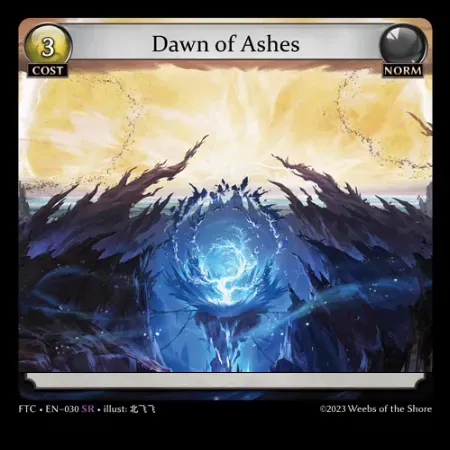 Dawn of Ashes
3
COST
NORM
FTC • EN-030 SR • illust: 北飞飞
©2023 Weebs of the Shore